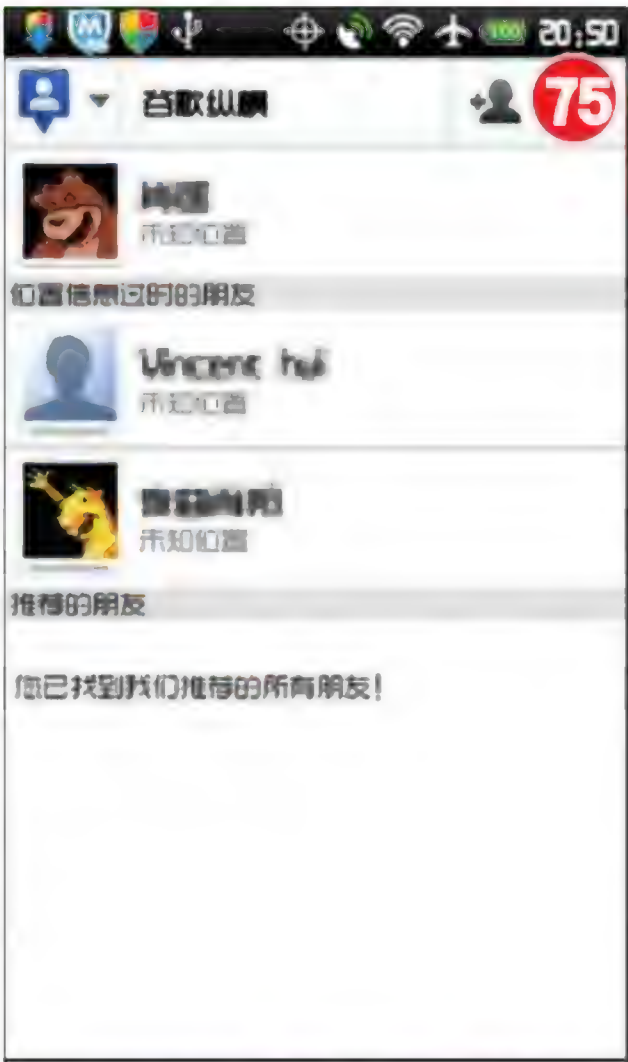 20:50
谷歌纵横
75
未知位置
位置信息过时的朋友
Vincent hui
未知位置
未知位置
推荐的朋友
您已找到我们推荐的所有朋友!